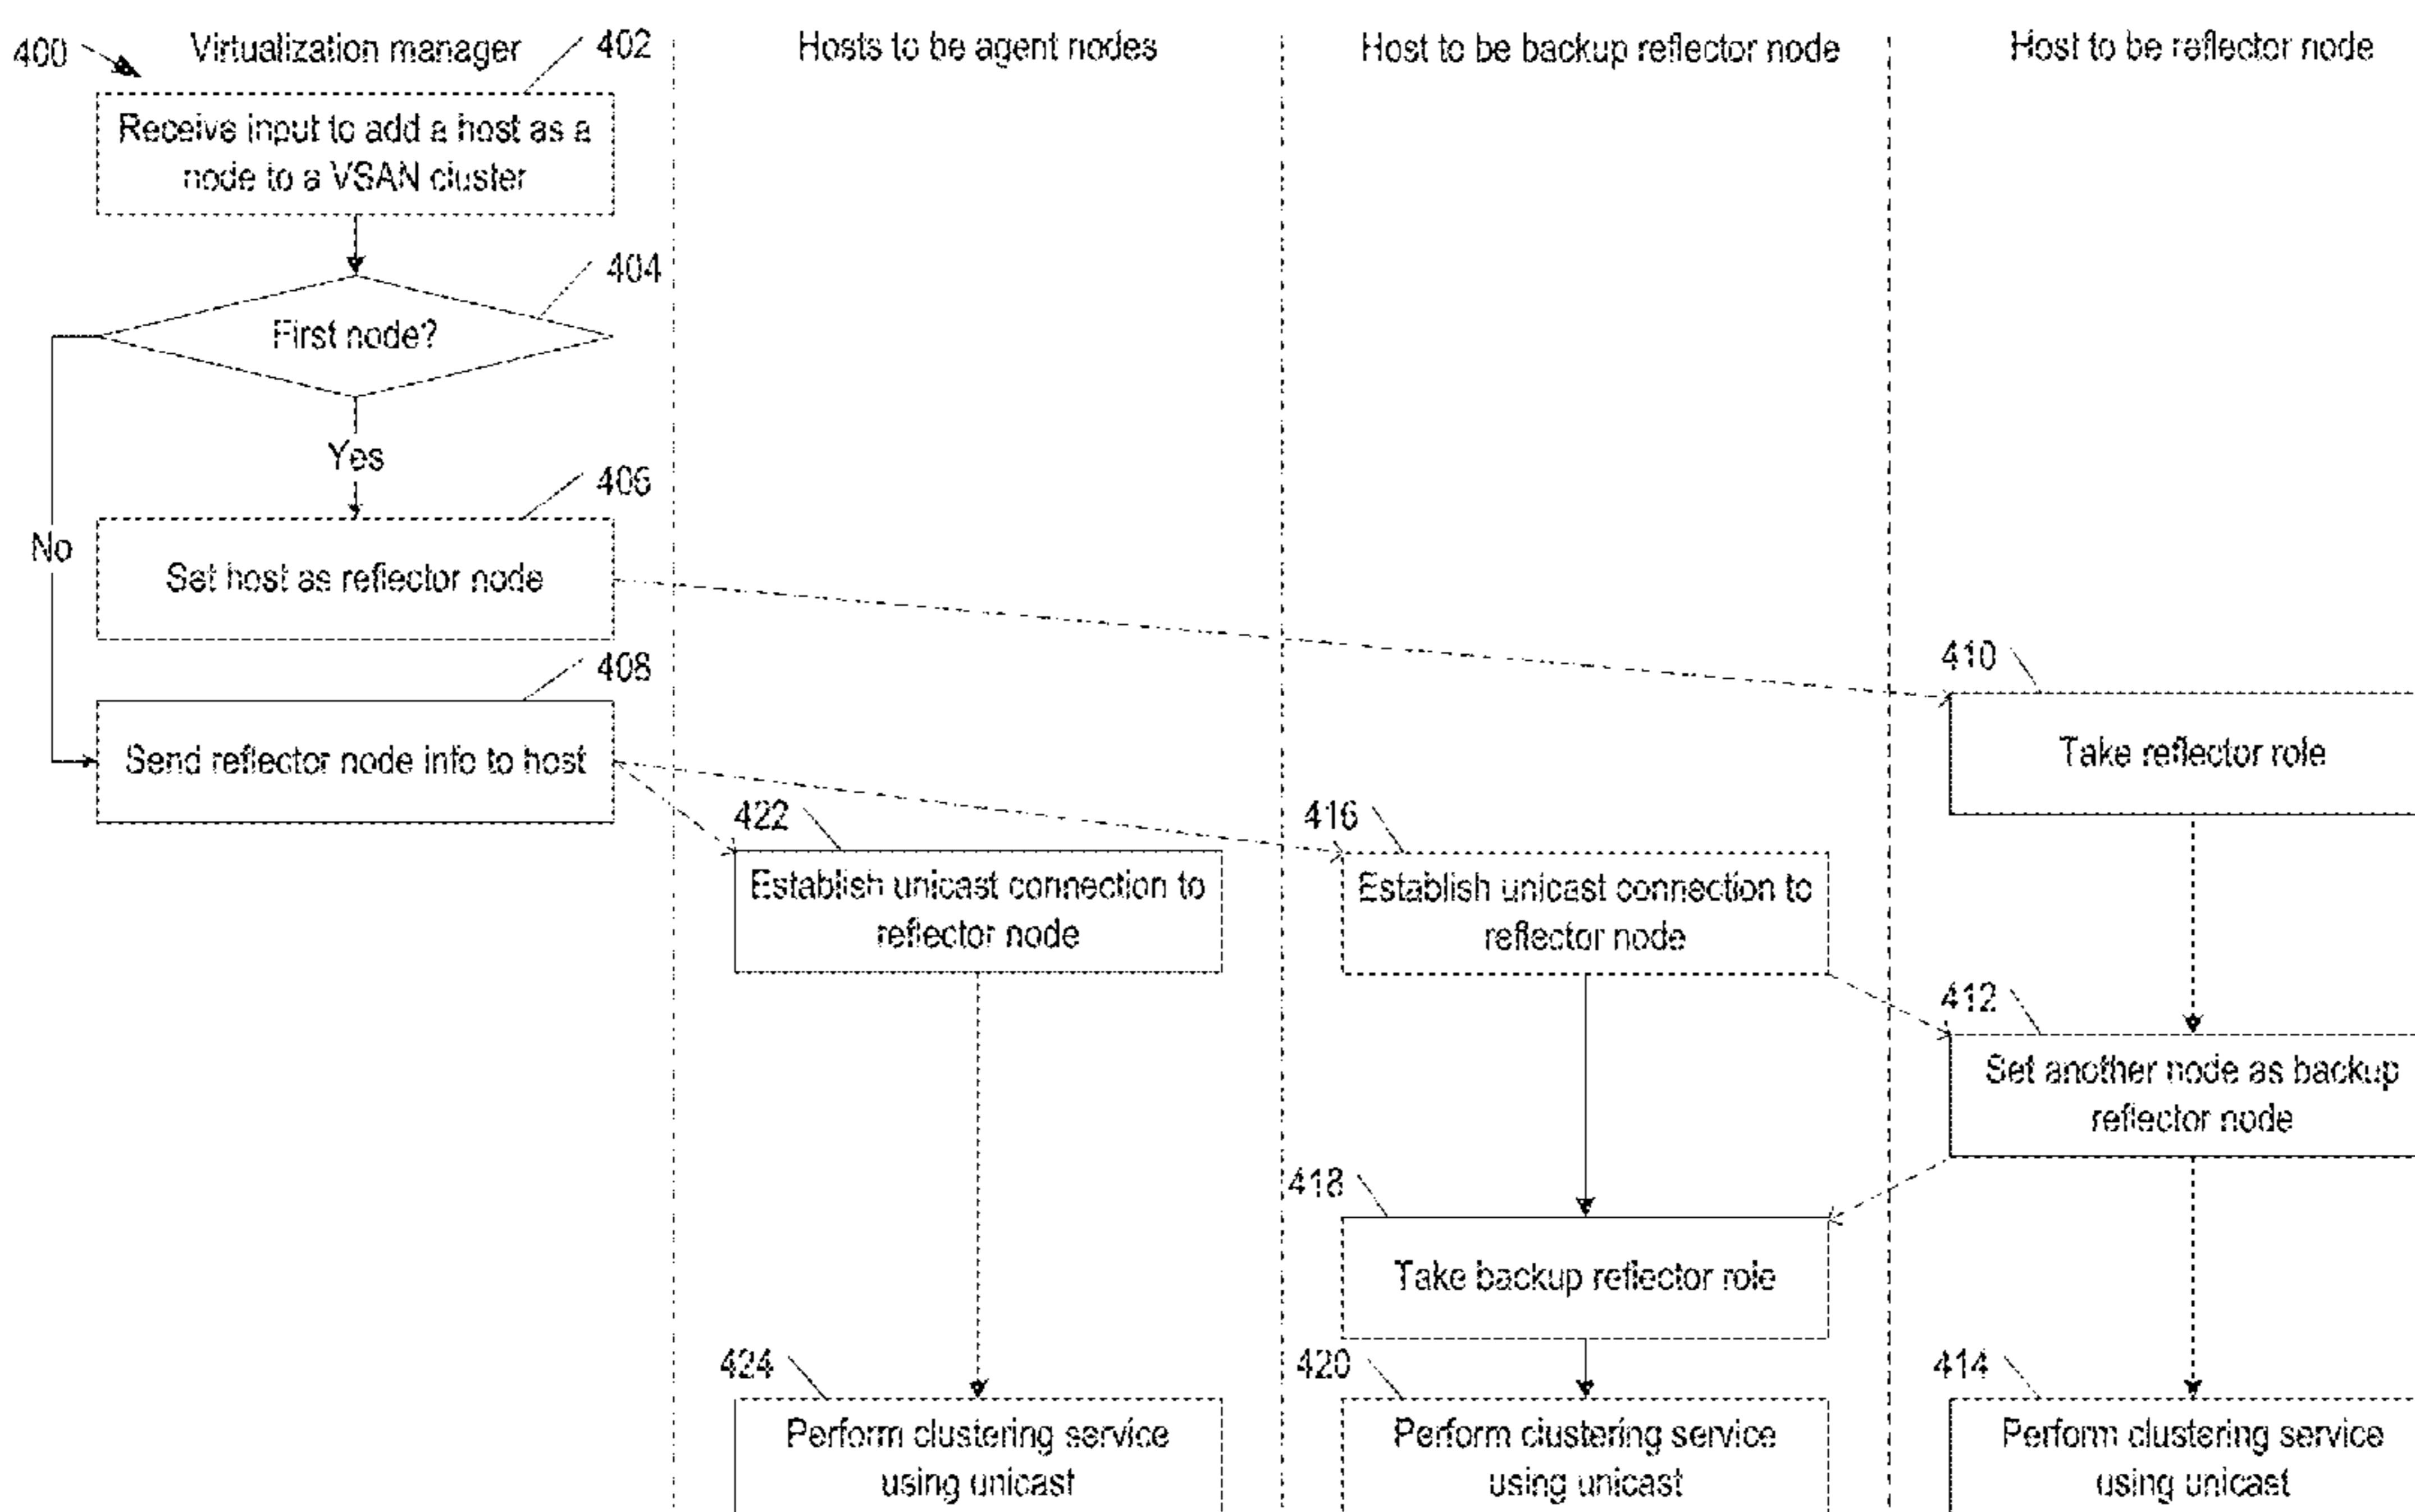 400
Virtualization manager
402
Hosts to be agent nodes
Host to be backup reflector node
Host to be reflector node
Receive input to add a host as a
node to a VSAN cluster
404
First node?
Yes
406
No
Set host as reflector node
408
410
Send reflector node info to host
Take reflector role
422
416
Establish unicast connection to
reflector node
Establish unicast connection to
reflector node
412
Set another node as backup
reflector node
418
Take backup reflector role
424
420
414
Perform clustering service
using unicast
Perform clustering service
using unicast
Perform clustering service
using unicast